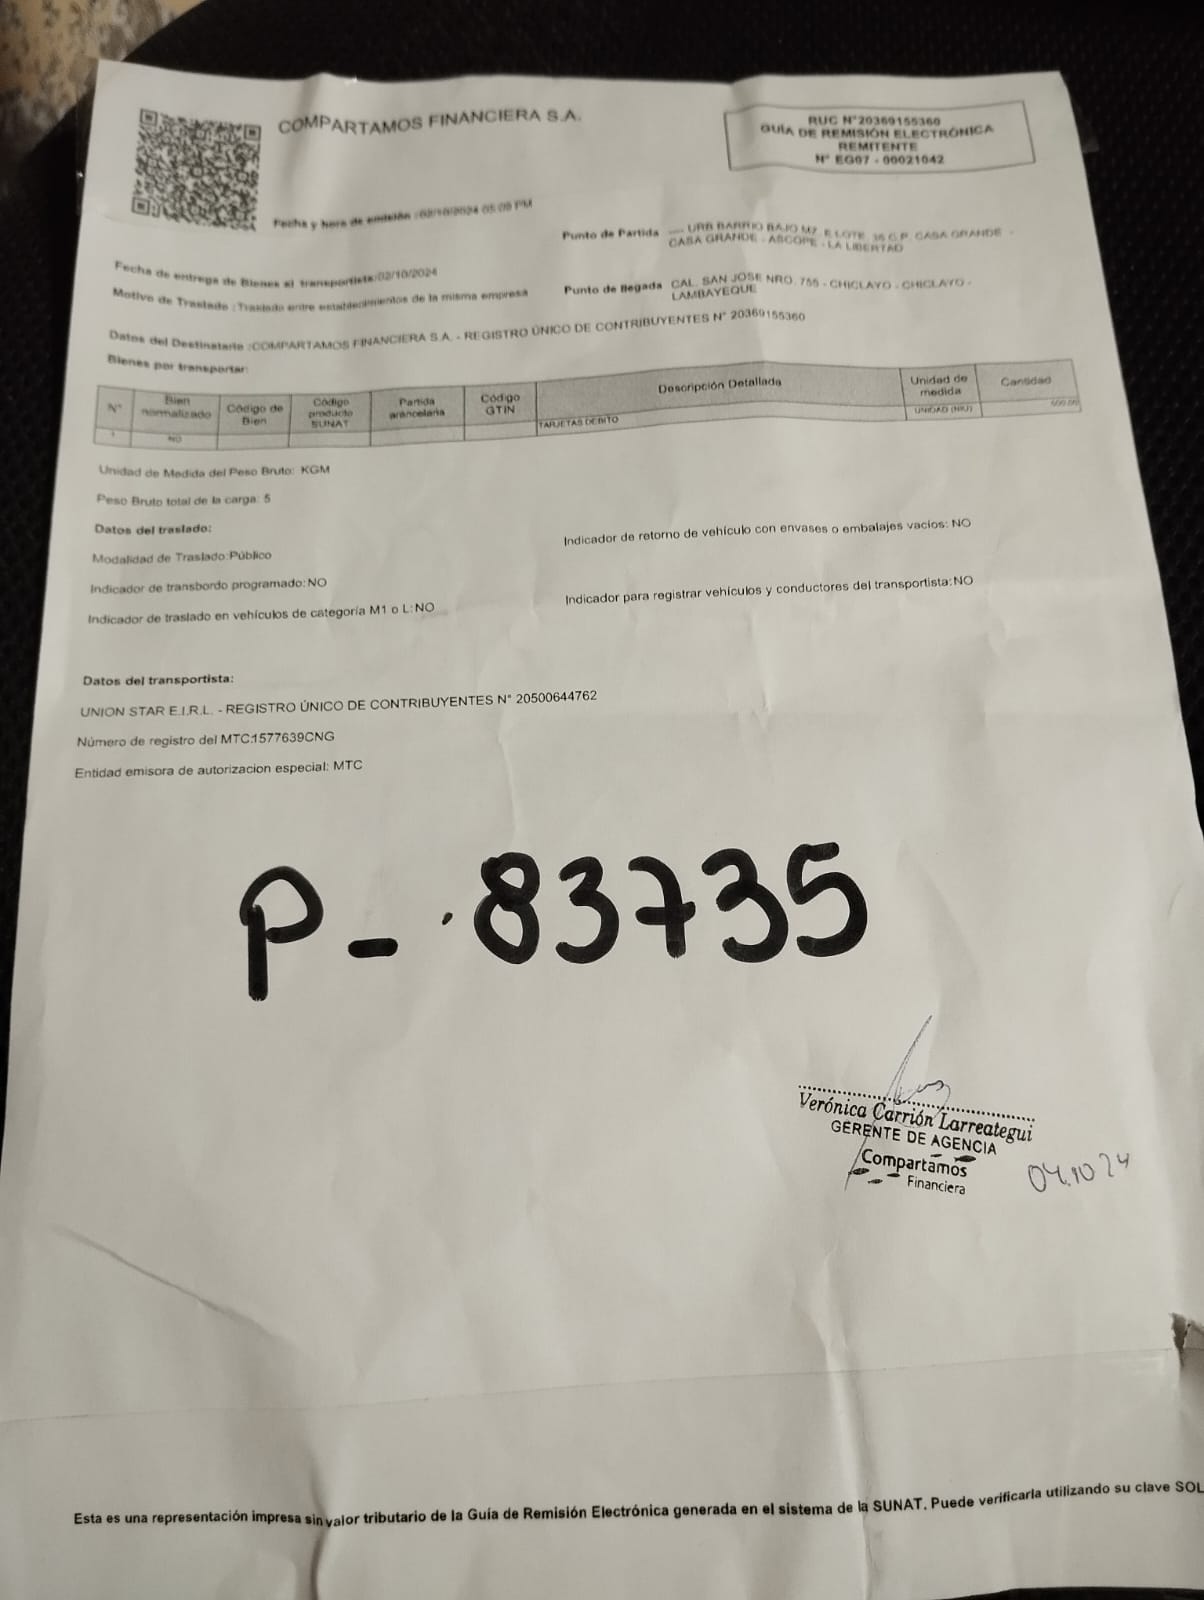 COMPARTAMOS FINANCIERA S.A.
RUC N°20369155360
GUÍA DE REMISIÓN ELECTRÓNICA
REMITENTE
N° EG07 - 00021042
Fecha y hora de emisión :02/10/2024 05:09 PM
Punto de Partida ---- URB BARRIO BAJO MZ. E LOTE. 36 C.P. CASA GRANDE -
CASA GRANDE - ASCOPE - LA LIBERTAD
Fecha de entrega de Bienes al transportista:02/10/2024
Motivo de Traslado :Traslado entre establecimientos de la misma empresa
Punto de llegada CAL. SAN JOSE NRO. 755 - CHICLAYO - CHICLAYO -
LAMBAYEQUE
Datos del Destinatario :COMPARTAMOS FINANCIERA S.A. - REGISTRO ÚNICO DE CONTRIBUYENTES N° 20369155360
Bienes por transportar:
N° Bien normalizado Código de Bien Código producto SUNAT Partida arancelaria Código GTIN Descripción Detallada Unidad de medida Cantidad
1 NO TARJETAS DEBITO UNIDAD (NIU) 500.00
Unidad de Medida del Peso Bruto: KGM
Peso Bruto total de la carga: 5
Datos del traslado:
Modalidad de Traslado:Público
Indicador de retorno de vehículo con envases o embalajes vacíos: NO
Indicador de transbordo programado: NO
Indicador para registrar vehículos y conductores del transportista: NO
Indicador de traslado en vehículos de categoría M1 o L: NO
Datos del transportista:
UNION STAR E.I.R.L. - REGISTRO ÚNICO DE CONTRIBUYENTES N° 20500644762
Número de registro del MTC:1577639CNG
Entidad emisora de autorizacion especial: MTC
P - 83735
Verónica Carrión Larreategui
GERENTE DE AGENCIA
Compartamos
Financiera
04.10 24
Esta es una representación impresa sin valor tributario de la Guía de Remisión Electrónica generada en el sistema de la SUNAT. Puede verificarla utilizando su clave SOL